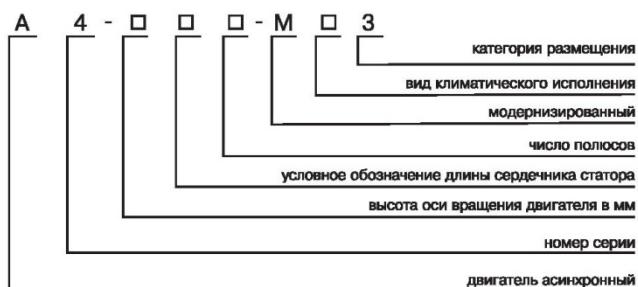 А 4 - □ □ □ - М □ 3
категория размещения
вид климатического исполнения
модернизированный
число полюсов
условное обозначение длины сердечника статора
высота оси вращения двигателя в мм
номер серии
двигатель асинхронный